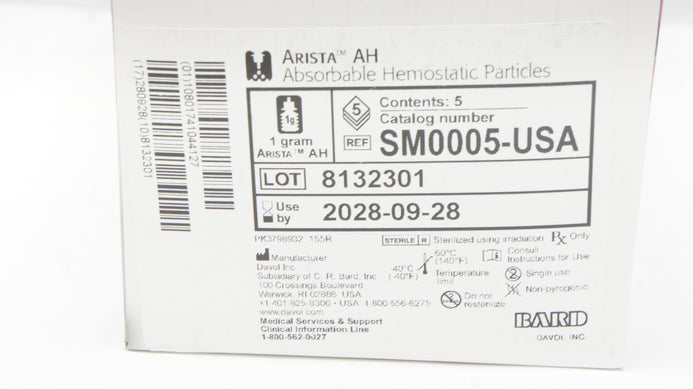 ARISTA™ AH
Absorbable Hemostatic Particles
(01)10801741044127
(17)280928(10)8132301
1g
1 gram
ARISTA™ AH
5
Contents: 5
Catalog number
REF SM0005-USA
LOT 8132301
Use by 2028-09-28
PK3798932 155R
STERILE R Sterilized using irradiation Rx Only
Manufacturer
Davol Inc.
Subsidiary of C. R. Bard, Inc.
100 Crossings Boulevard
Warwick, RI 02886 USA
+1-401-825-8300 • USA: 1-800-556-6275
www.davol.com
Medical Services & Support
Clinical Information Line
1-800-562-0027
-40°C
(-40°F)
60°C
(140°F)
Temperature
limit
Consult
Instructions for Use
2 Single use
Do not
resterilize
Non-pyrogenic
BARD
DAVOL INC.